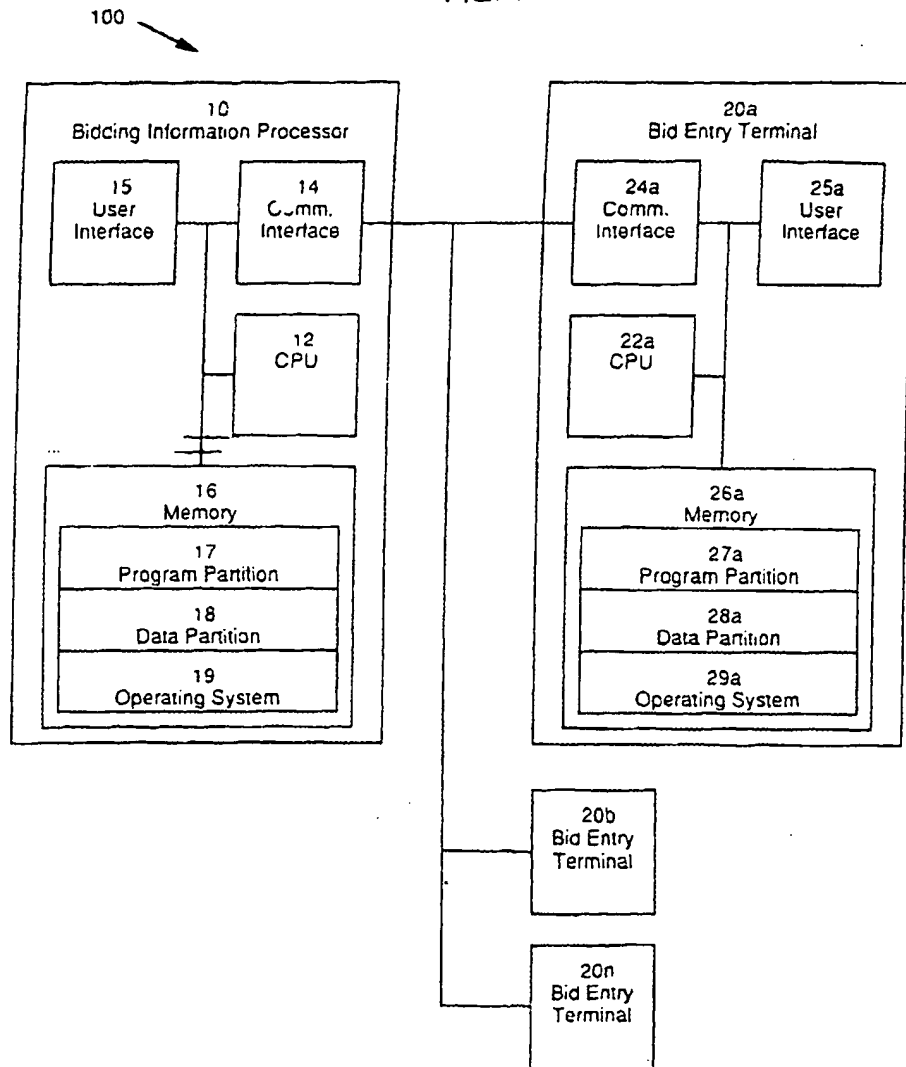 100
10
Bidding Information Processor
15
User
Interface
14
Comm.
Interface
12
CPU
16
Memory
17
Program Partition
18
Data Partition
19
Operating System
20a
Bid Entry Terminal
24a
Comm.
Interface
25a
User
Interface
22a
CPU
26a
Memory
27a
Program Partition
28a
Data Partition
29a
Operating System
20b
Bid Entry
Terminal
20n
Bid Entry
Terminal